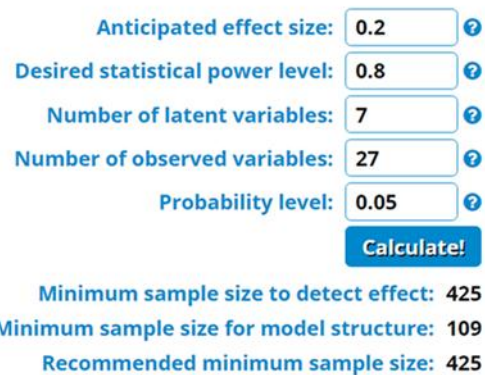 Anticipated effect size: 0.2 ?
Desired statistical power level: 0.8 ?
Number of latent variables: 7 ?
Number of observed variables: 27 ?
Probability level: 0.05 ?
Calculate!
Minimum sample size to detect effect: 425
Minimum sample size for model structure: 109
Recommended minimum sample size: 425